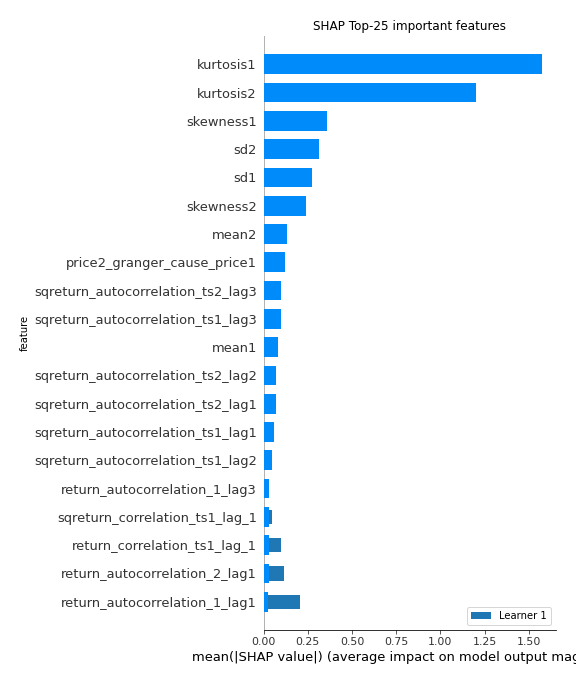 SHAP Top-25 important features
kurtosis1
kurtosis2
skewness1
sd2
sd1
skewness2
mean2
price2_granger_cause_price1
sqreturn_autocorrelation_ts2_lag3
sqreturn_autocorrelation_ts1_lag3
mean1
sqreturn_autocorrelation_ts2_lag2
sqreturn_autocorrelation_ts2_lag1
sqreturn_autocorrelation_ts1_lag1
sqreturn_autocorrelation_ts1_lag2
return_autocorrelation_1_lag3
sqreturn_correlation_ts1_lag_1
return_correlation_ts1_lag_1
return_autocorrelation_2_lag1
return_autocorrelation_1_lag1
feature
Learner 1
0.00 0.25 0.50 0.75 1.00 1.25 1.50
mean(|SHAP value|) (average impact on model output mag